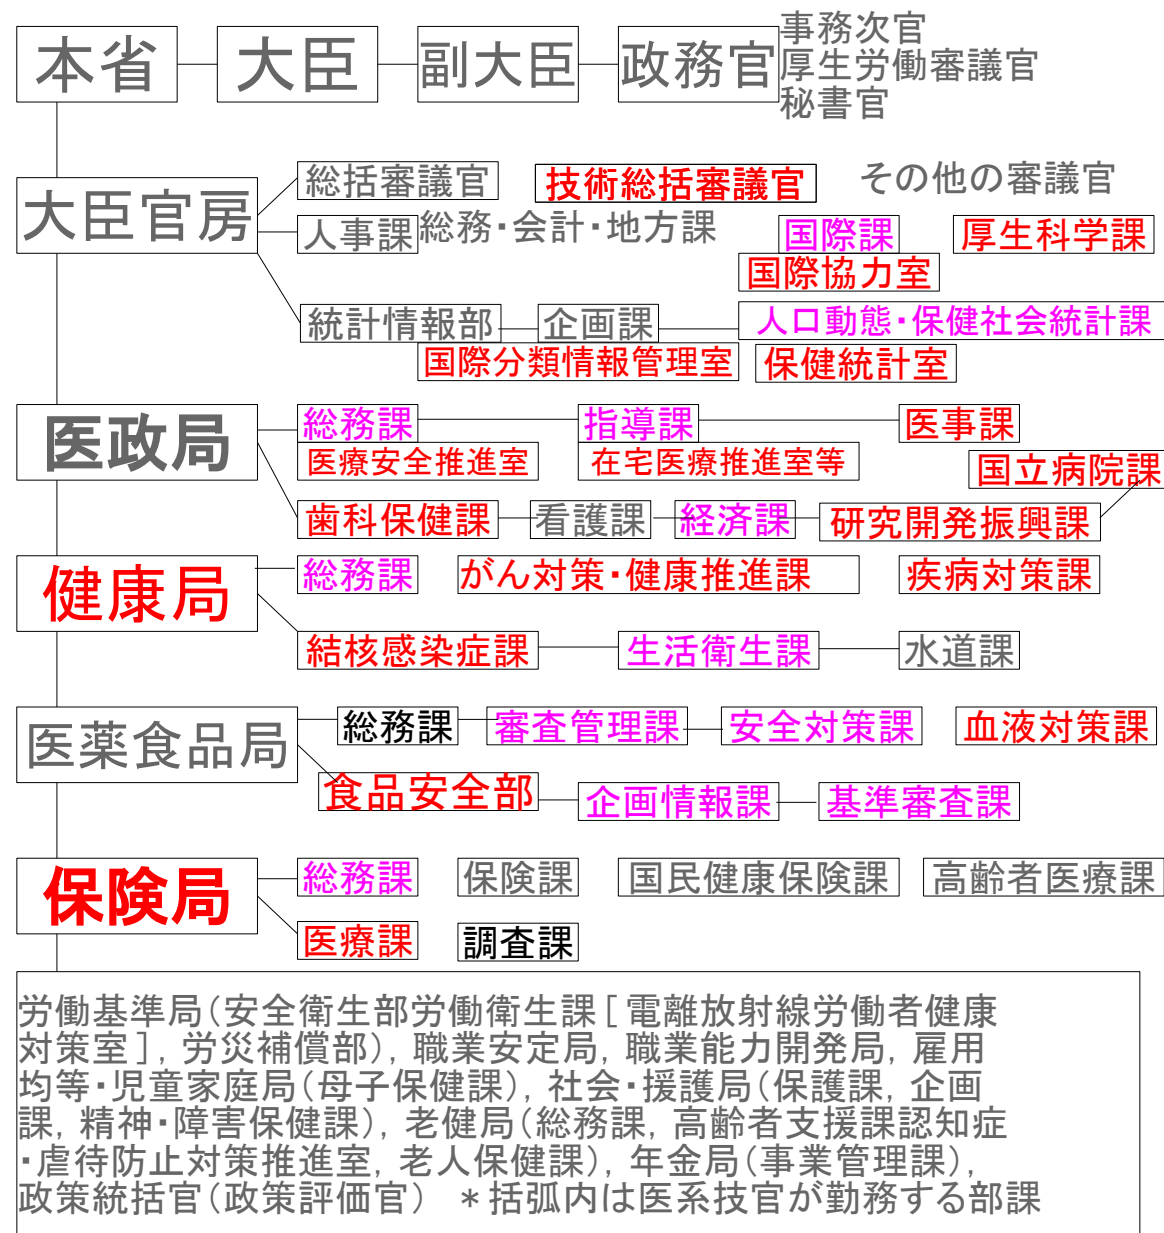 本省 大臣 副大臣 政務官
事務次官
厚生労働審議官
秘書官
大臣官房
総括審議官 技術総括審議官 その他の審議官
人事課 総務・会計・地方課 国際課 厚生科学課
国際協力室
統計情報部 企画課 人口動態・保健社会統計課
国際分類情報管理室 保健統計室
医政局
総務課 指導課 医事課
医療安全推進室 在宅医療推進室等 国立病院課
歯科保健課 看護課 経済課 研究開発振興課
健康局
総務課 がん対策・健康推進課 疾病対策課
結核感染症課 生活衛生課 水道課
医薬食品局
総務課 審査管理課 安全対策課 血液対策課
食品安全部 企画情報課 基準審査課
保険局
総務課 保険課 国民健康保険課 高齢者医療課
医療課 調査課
労働基準局(安全衛生部労働衛生課[電離放射線労働者健康
対策室], 労災補償部), 職業安定局, 職業能力開発局, 雇用
均等・児童家庭局(母子保健課), 社会・援護局(保護課, 企画
課, 精神・障害保健課), 老健局(総務課, 高齢者支援課認知症
・虐待防止対策推進室, 老人保健課), 年金局(事業管理課),
政策統括官(政策評価官) *括弧内は医系技官が勤務する部課